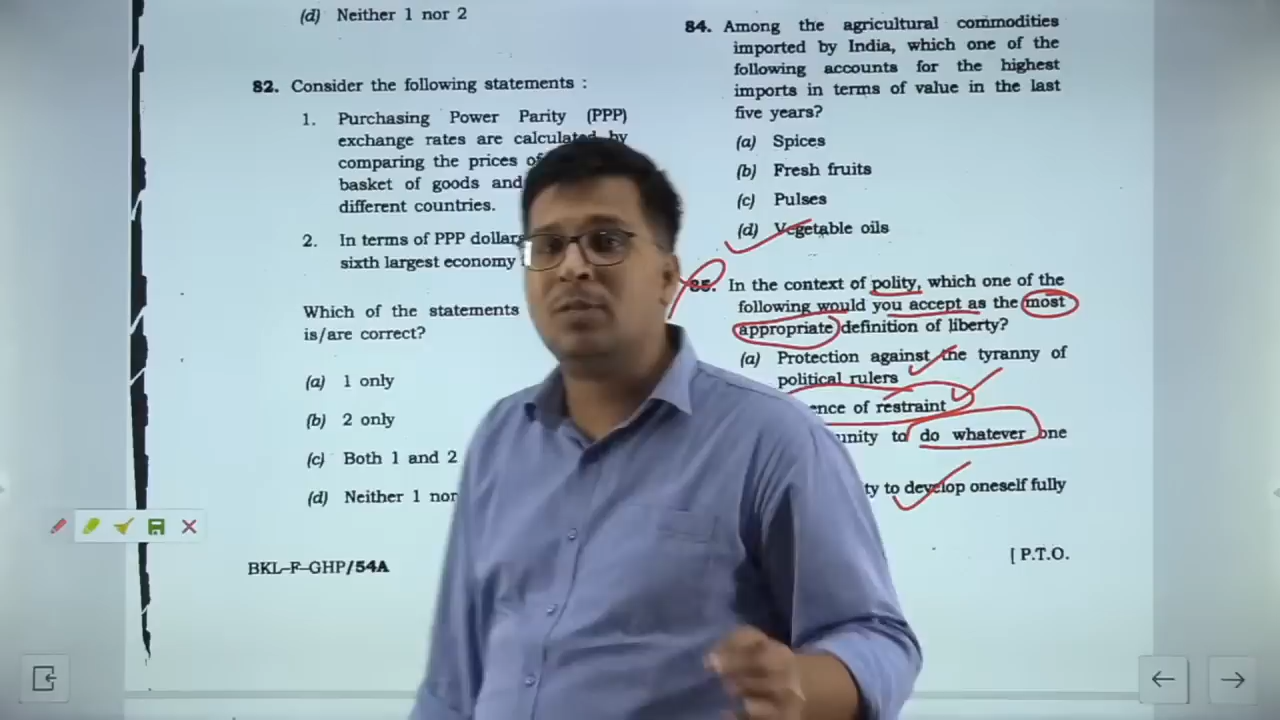 (d) Neither 1 nor 2
82. Consider the following statements :
1. Purchasing Power Parity (PPP)
exchange rates are calculated by
comparing the prices of
basket of goods and
different countries.
2. In terms of PPP dollars
sixth largest economy
Which of the statements
is/are correct?
(a) 1 only
(b) 2 only
(c) Both 1 and 2
(d) Neither 1 nor
BKL-F-GHP/54A
84. Among the agricultural commodities
imported by India, which one of the
following accounts for the highest
imports in terms of value in the last
five years?
(a) Spices
(b) Fresh fruits
(c) Pulses
(d) Vegetable oils
85. In the context of polity, which one of the
following would you accept as the most
appropriate definition of liberty?
(a) Protection against the tyranny of
political rulers
of restraint
to do whatever one
to develop oneself fully
[ P.T.O.